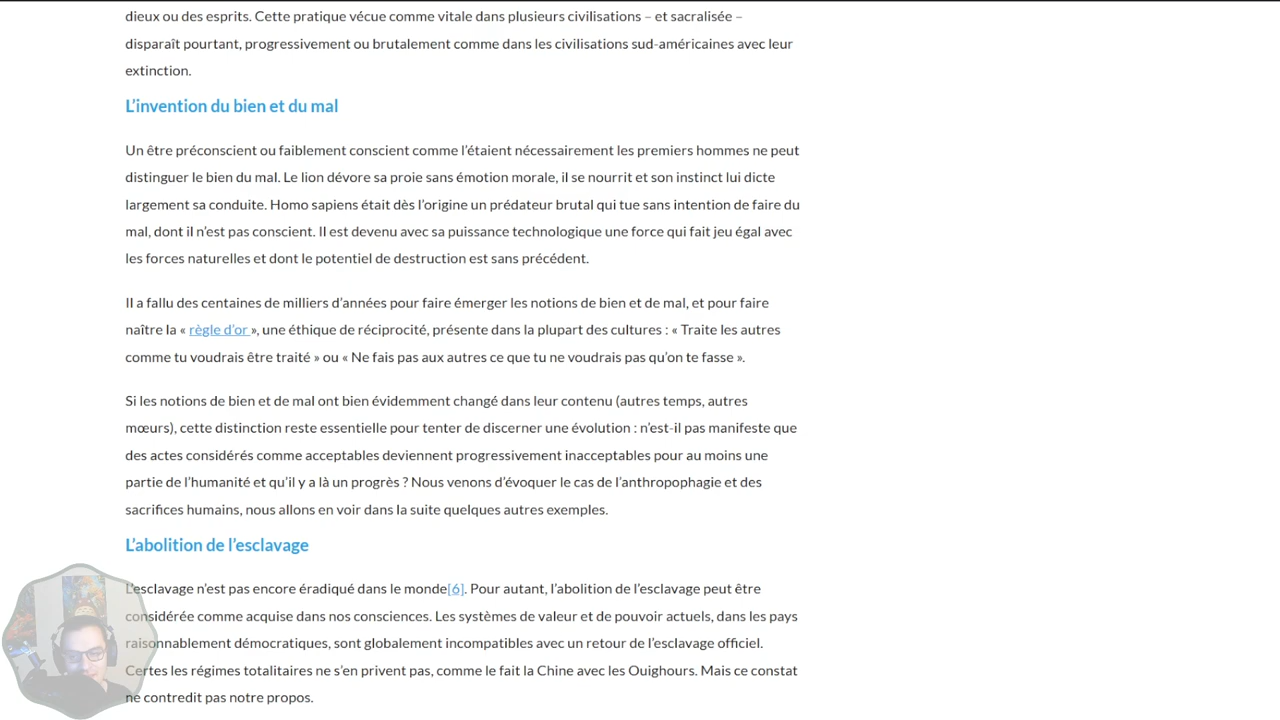 dieux ou des esprits. Cette pratique vécue comme vitale dans plusieurs civilisations – et sacralisée –
disparaît pourtant, progressivement ou brutalement comme dans les civilisations sud-américaines avec leur
extinction.
L’invention du bien et du mal
Un être préconscient ou faiblement conscient comme l’étaient nécessairement les premiers hommes ne peut
distinguer le bien du mal. Le lion dévore sa proie sans émotion morale, il se nourrit et son instinct lui dicte
largement sa conduite. Homo sapiens était dès l’origine un prédateur brutal qui tue sans intention de faire du
mal, dont il n’est pas conscient. Il est devenu avec sa puissance technologique une force qui fait jeu égal avec
les forces naturelles et dont le potentiel de destruction est sans précédent.
Il a fallu des centaines de milliers d’années pour faire émerger les notions de bien et de mal, et pour faire
naître la « règle d’or », une éthique de réciprocité, présente dans la plupart des cultures : « Traite les autres
comme tu voudrais être traité » ou « Ne fais pas aux autres ce que tu ne voudrais pas qu’on te fasse ».
Si les notions de bien et de mal ont bien évidemment changé dans leur contenu (autres temps, autres
mœurs), cette distinction reste essentielle pour tenter de discerner une évolution : n’est-il pas manifeste que
des actes considérés comme acceptables deviennent progressivement inacceptables pour au moins une
partie de l’humanité et qu’il y a là un progrès ? Nous venons d’évoquer le cas de l’anthropophagie et des
sacrifices humains, nous allons en voir dans la suite quelques autres exemples.
L’abolition de l’esclavage
L’esclavage n’est pas encore éradiqué dans le monde[6]. Pour autant, l’abolition de l’esclavage peut être
considérée comme acquise dans nos consciences. Les systèmes de valeur et de pouvoir actuels, dans les pays
raisonnablement démocratiques, sont globalement incompatibles avec un retour de l’esclavage officiel.
Certes les régimes totalitaires ne s’en privent pas, comme le fait la Chine avec les Ouighours. Mais ce constat
ne contredit pas notre propos.